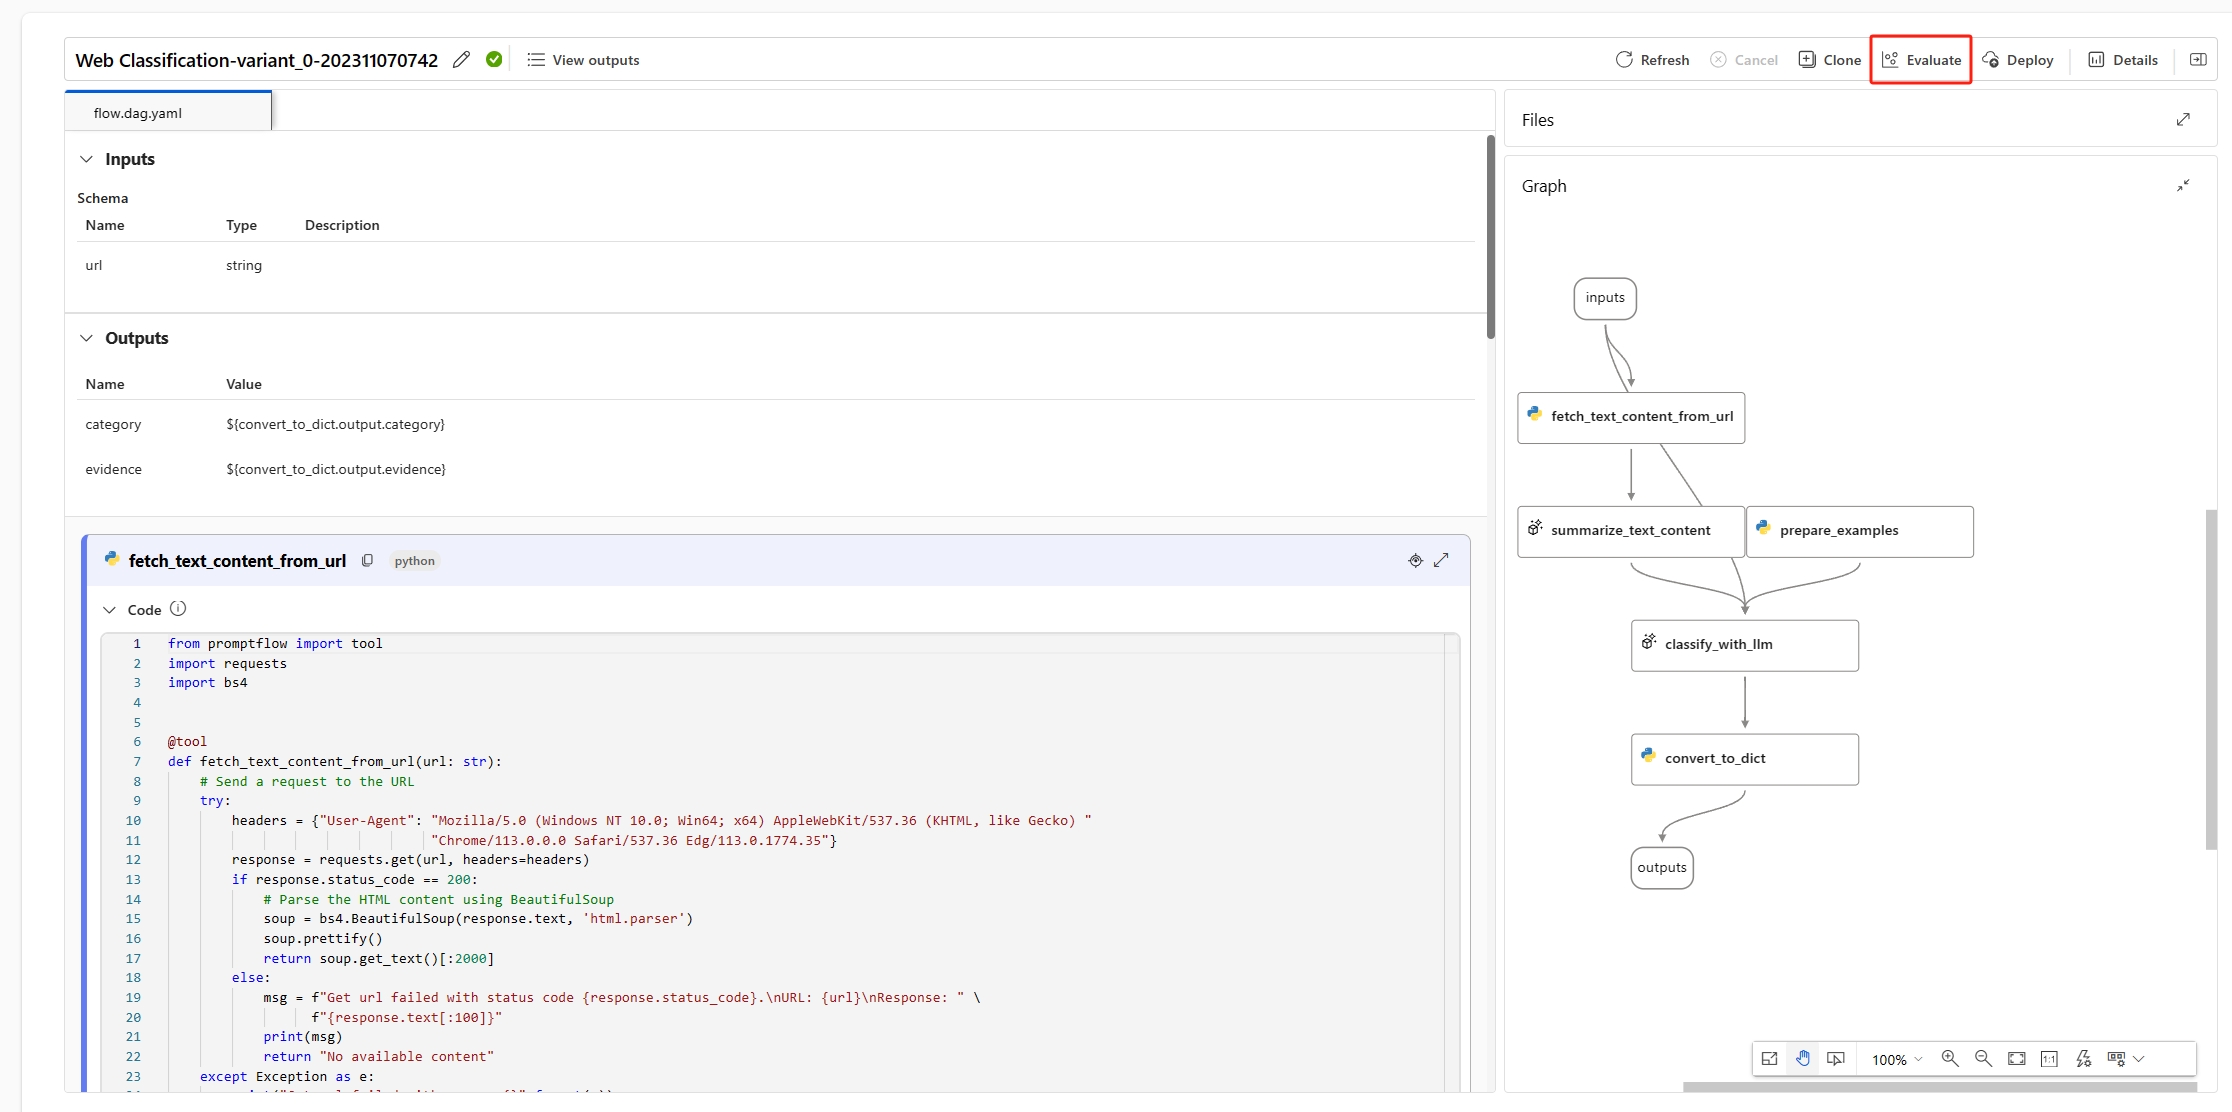 Web Classification-variant_0-202311070742
View outputs
Refresh
Cancel
Clone
Evaluate
Deploy
Details
flow.dag.yaml
Inputs
Schema
Name Type Description
url string
Outputs
Name Value
category ${convert_to_dict.output.category}
evidence ${convert_to_dict.output.evidence}
fetch_text_content_from_url python
Code
1 from promptflow import tool
2 import requests
3 import bs4
4
5
6 @tool
7 def fetch_text_content_from_url(url: str):
8 # Send a request to the URL
9 try:
10 headers = {"User-Agent": "Mozilla/5.0 (Windows NT 10.0; Win64; x64) AppleWebKit/537.36 (KHTML, like Gecko) "
11 "Chrome/113.0.0.0 Safari/537.36 Edg/113.0.1774.35"}
12 response = requests.get(url, headers=headers)
13 if response.status_code == 200:
14 # Parse the HTML content using BeautifulSoup
15 soup = bs4.BeautifulSoup(response.text, 'html.parser')
16 soup.prettify()
17 return soup.get_text()[:2000]
18 else:
19 msg = f"Get url failed with status code {response.status_code}.\nURL: {url}\nResponse: " \
20 f"{response.text[:100]}"
21 print(msg)
22 return "No available content"
23 except Exception as e:
Files
Graph
inputs
fetch_text_content_from_url
summarize_text_content
prepare_examples
classify_with_llm
convert_to_dict
outputs
100%
1:1